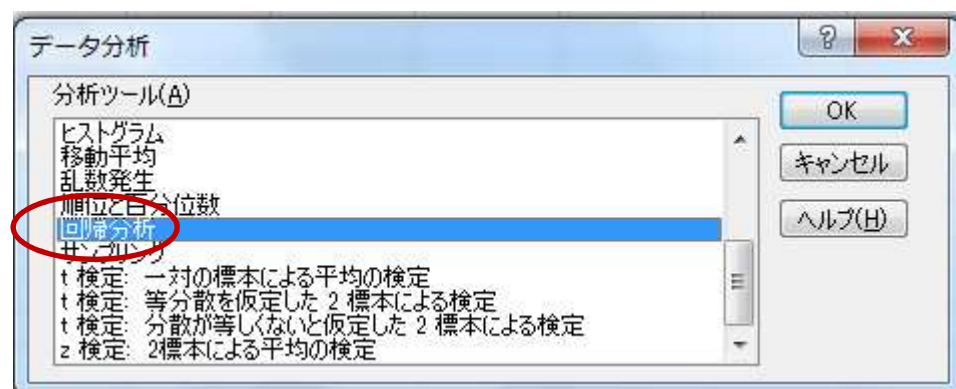 データ分析
分析ツール(A)
ヒストグラム
移動平均
乱数発生
順位と百分位数
回帰分析
サンプリング
t 検定: 一対の標本による平均の検定
t 検定: 等分散を仮定した 2 標本による検定
t 検定: 分散が等しくないと仮定した 2 標本による検定
z 検定: 2標本による平均の検定
OK
キャンセル
ヘルプ(H)